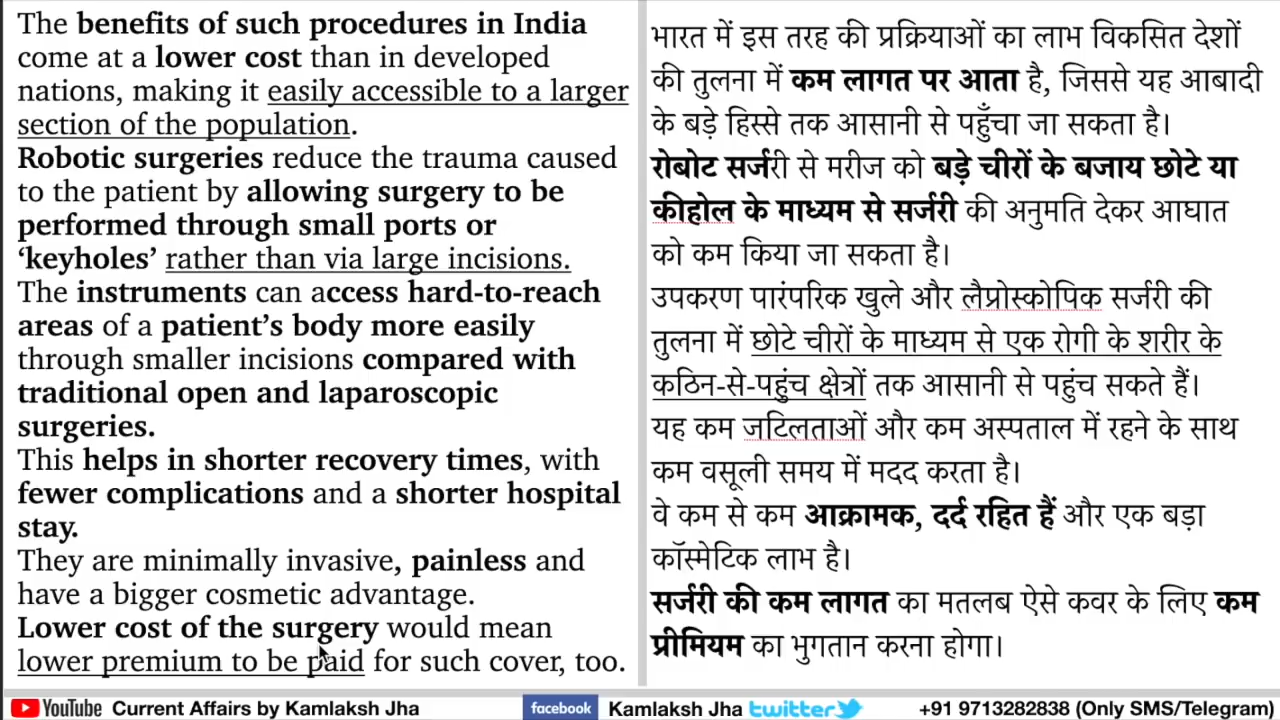 The benefits of such procedures in India
come at a lower cost than in developed
nations, making it easily accessible to a larger
section of the population.
Robotic surgeries reduce the trauma caused
to the patient by allowing surgery to be
performed through small ports or
‘keyholes’ rather than via large incisions.
The instruments can access hard-to-reach
areas of a patient’s body more easily
through smaller incisions compared with
traditional open and laparoscopic
surgeries.
This helps in shorter recovery times, with
fewer complications and a shorter hospital
stay.
They are minimally invasive, painless and
have a bigger cosmetic advantage.
Lower cost of the surgery would mean
lower premium to be paid for such cover, too.
भारत में इस तरह की प्रक्रियाओं का लाभ विकसित देशों
की तुलना में कम लागत पर आता है, जिससे यह आबादी
के बड़े हिस्से तक आसानी से पहुँचा जा सकता है।
रोबोट सर्जरी से मरीज को बड़े चीरों के बजाय छोटे या
कीहोल के माध्यम से सर्जरी की अनुमति देकर आघात
को कम किया जा सकता है।
उपकरण पारंपरिक खुले और लैप्रोस्कोपिक सर्जरी की
तुलना में छोटे चीरों के माध्यम से एक रोगी के शरीर के
कठिन-से-पहुंच क्षेत्रों तक आसानी से पहुंच सकते हैं।
यह कम जटिलताओं और कम अस्पताल में रहने के साथ
कम वसूली समय में मदद करता है।
वे कम से कम आक्रामक, दर्द रहित हैं और एक बड़ा
कॉस्मेटिक लाभ है।
सर्जरी की कम लागत का मतलब ऐसे कवर के लिए कम
प्रीमियम का भुगतान करना होगा।
YouTube Current Affairs by Kamlaksh Jha facebook Kamlaksh Jha twitter +91 9713282838 (Only SMS/Telegram)